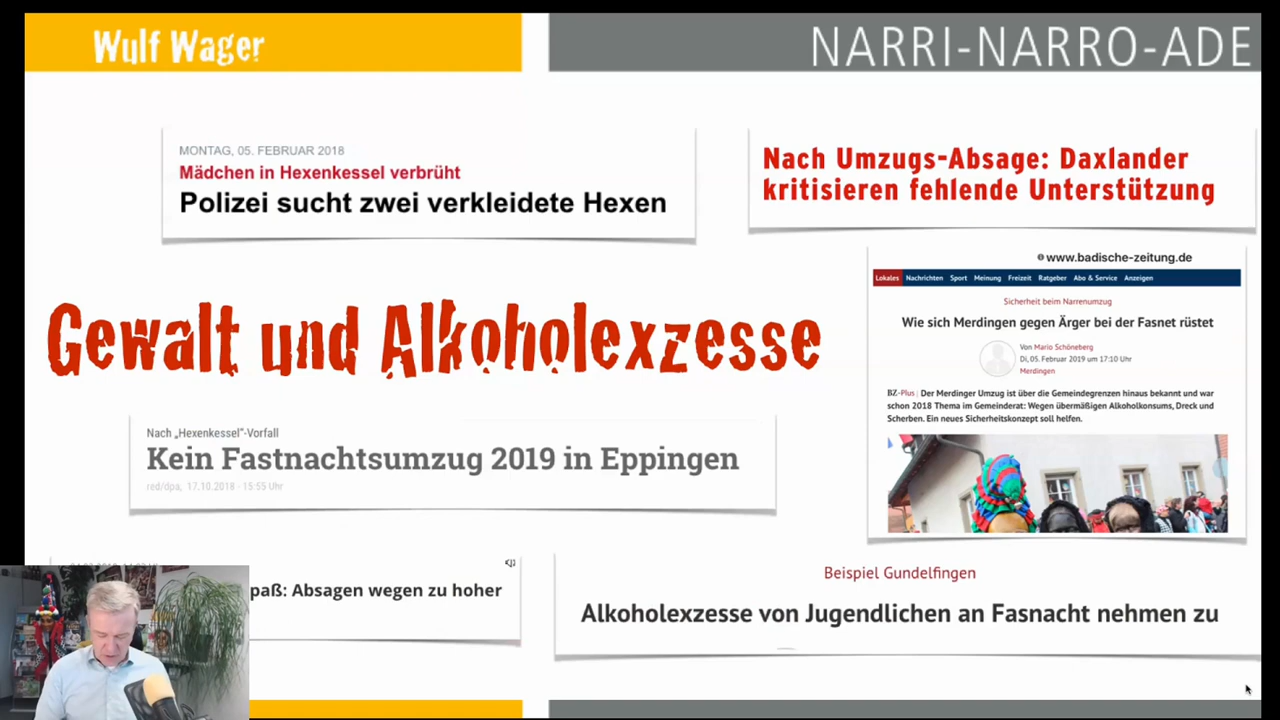 Wulf Wager
NARRI-NARRO-ADE
MONTAG, 05. FEBRUAR 2018
Mädchen in Hexenkessel verbrüht
Polizei sucht zwei verkleidete Hexen
Nach Umzugs-Absage: Daxlander
kritisieren fehlende Unterstützung
www.badische-zeitung.de
Lokales Nachrichten Sport Meinung Freizeit Ratgeber Abo & Service Anzeigen
Sicherheit beim Narrenumzug
Wie sich Merdingen gegen Ärger bei der Fasnet rüstet
Von Mario Schöneberg
Di, 05. Februar 2019 um 17:10 Uhr
Merdingen
BZ-Plus | Der Merdinger Umzug ist über die Gemeindegrenzen hinaus bekannt und war
schon 2018 Thema im Gemeinderat: Wegen übermäßigen Alkoholkonsums, Dreck und
Scherben. Ein neues Sicherheitskonzept soll helfen.
Gewalt und Alkoholexzesse
Nach „Hexenkessel“-Vorfall
Kein Fastnachtsumzug 2019 in Eppingen
red/dpa, 17.10.2018 - 15:55 Uhr
paß: Absagen wegen zu hoher
Beispiel Gundelfingen
Alkoholexzesse von Jugendlichen an Fasnacht nehmen zu